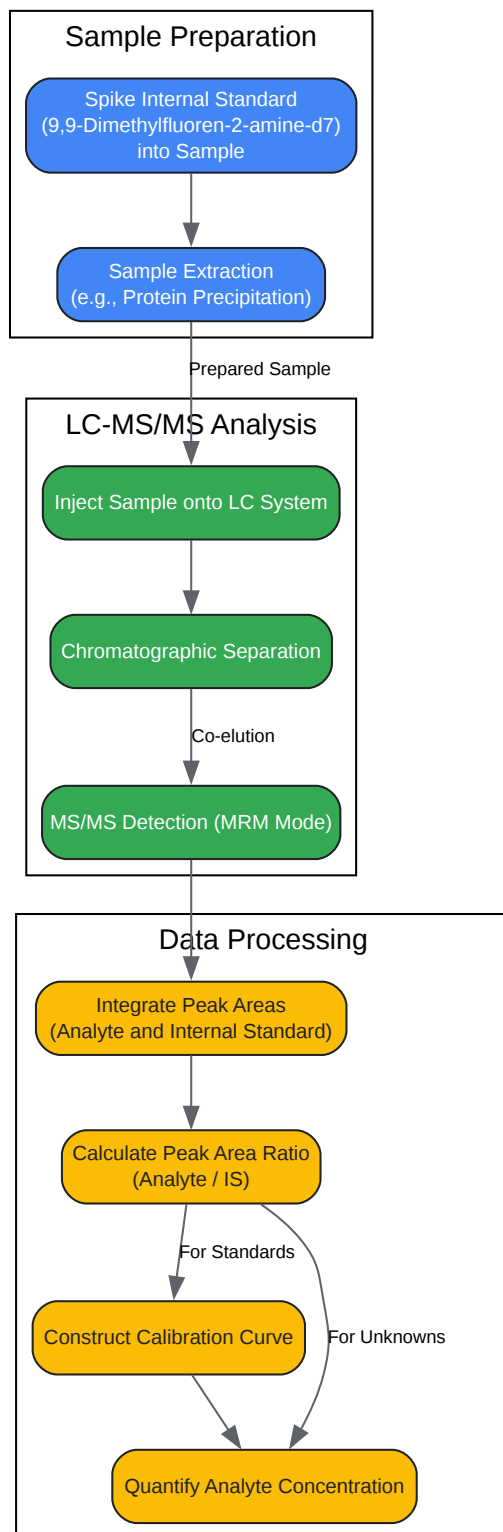 Sample Preparation
Spike Internal Standard
(9,9-Dimethylfluoren-2-amine-d7)
into Sample
Sample Extraction
(e.g., Protein Precipitation)
Prepared Sample
LC-MS/MS Analysis
Inject Sample onto LC System
Chromatographic Separation
Co-elution
MS/MS Detection (MRM Mode)
Data Processing
Integrate Peak Areas
(Analyte and Internal Standard)
Calculate Peak Area Ratio
(Analyte / IS)
For Standards
Construct Calibration Curve
For Unknowns
Quantify Analyte Concentration